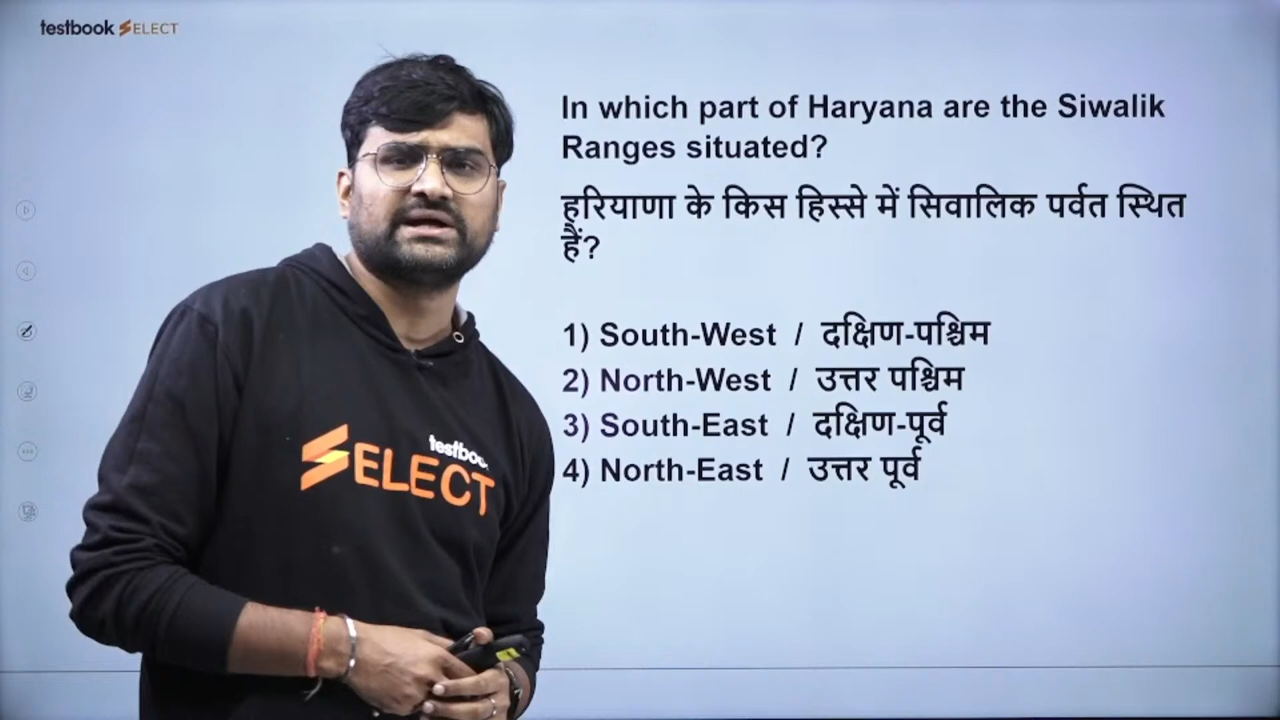 testbook SELECT
In which part of Haryana are the Siwalik
Ranges situated?
हरियाणा के किस हिस्से में सिवालिक पर्वत स्थित
हैं?
1) South-West / दक्षिण-पश्चिम
2) North-West / उत्तर पश्चिम
3) South-East / दक्षिण-पूर्व
4) North-East / उत्तर पूर्व
testboo
SELECT